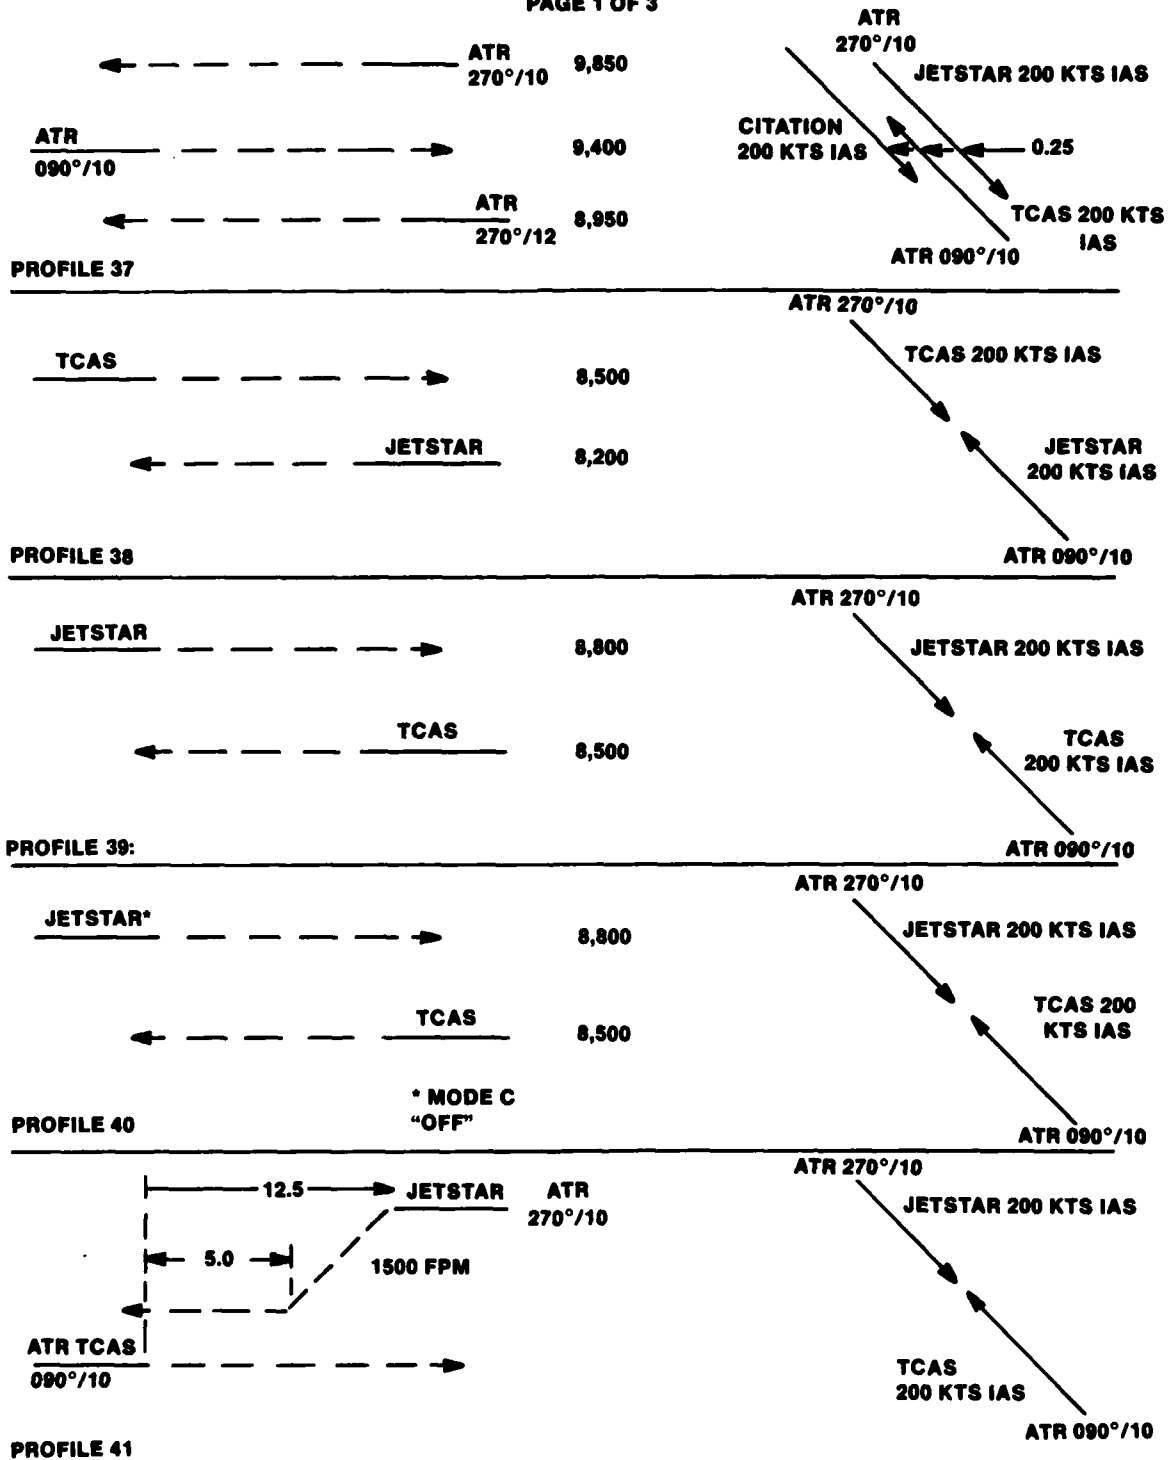 PAGE 1 OF 3
ATR
270°/10
9,850
ATR
090°/10
9,400
ATR
270°/12
8,950
ATR
270°/10
JETSTAR 200 KTS IAS
CITATION
200 KTS IAS
0.25
TCAS 200 KTS
IAS
ATR 090°/10
PROFILE 37
TCAS
8,500
JETSTAR
8,200
ATR 270°/10
TCAS 200 KTS IAS
JETSTAR
200 KTS IAS
ATR 090°/10
PROFILE 38
JETSTAR
8,800
TCAS
8,500
ATR 270°/10
JETSTAR 200 KTS IAS
TCAS
200 KTS IAS
ATR 090°/10
PROFILE 39:
JETSTAR*
8,800
TCAS
8,500
* MODE C
"OFF"
ATR 270°/10
JETSTAR 200 KTS IAS
TCAS 200
KTS IAS
ATR 090°/10
PROFILE 40
12.5
JETSTAR
ATR
270°/10
5.0
1500 FPM
ATR TCAS
090°/10
ATR 270°/10
JETSTAR 200 KTS IAS
TCAS
200 KTS IAS
ATR 090°/10
PROFILE 41